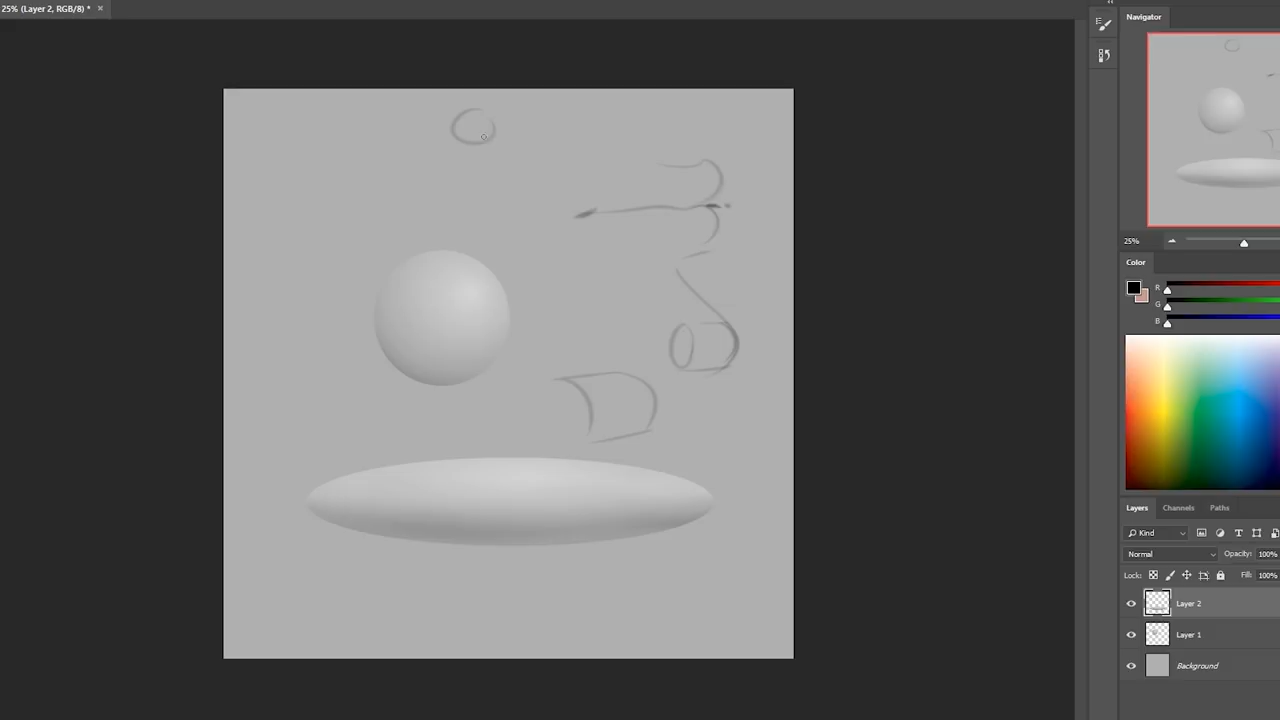 25% (Layer 2, RGB/8) * ×
Navigator
25%
Color
R
G
B
Layers Channels Paths
Kind
Normal Opacity: 100%
Lock: Fill: 100%
Layer 2
Layer 1
Background